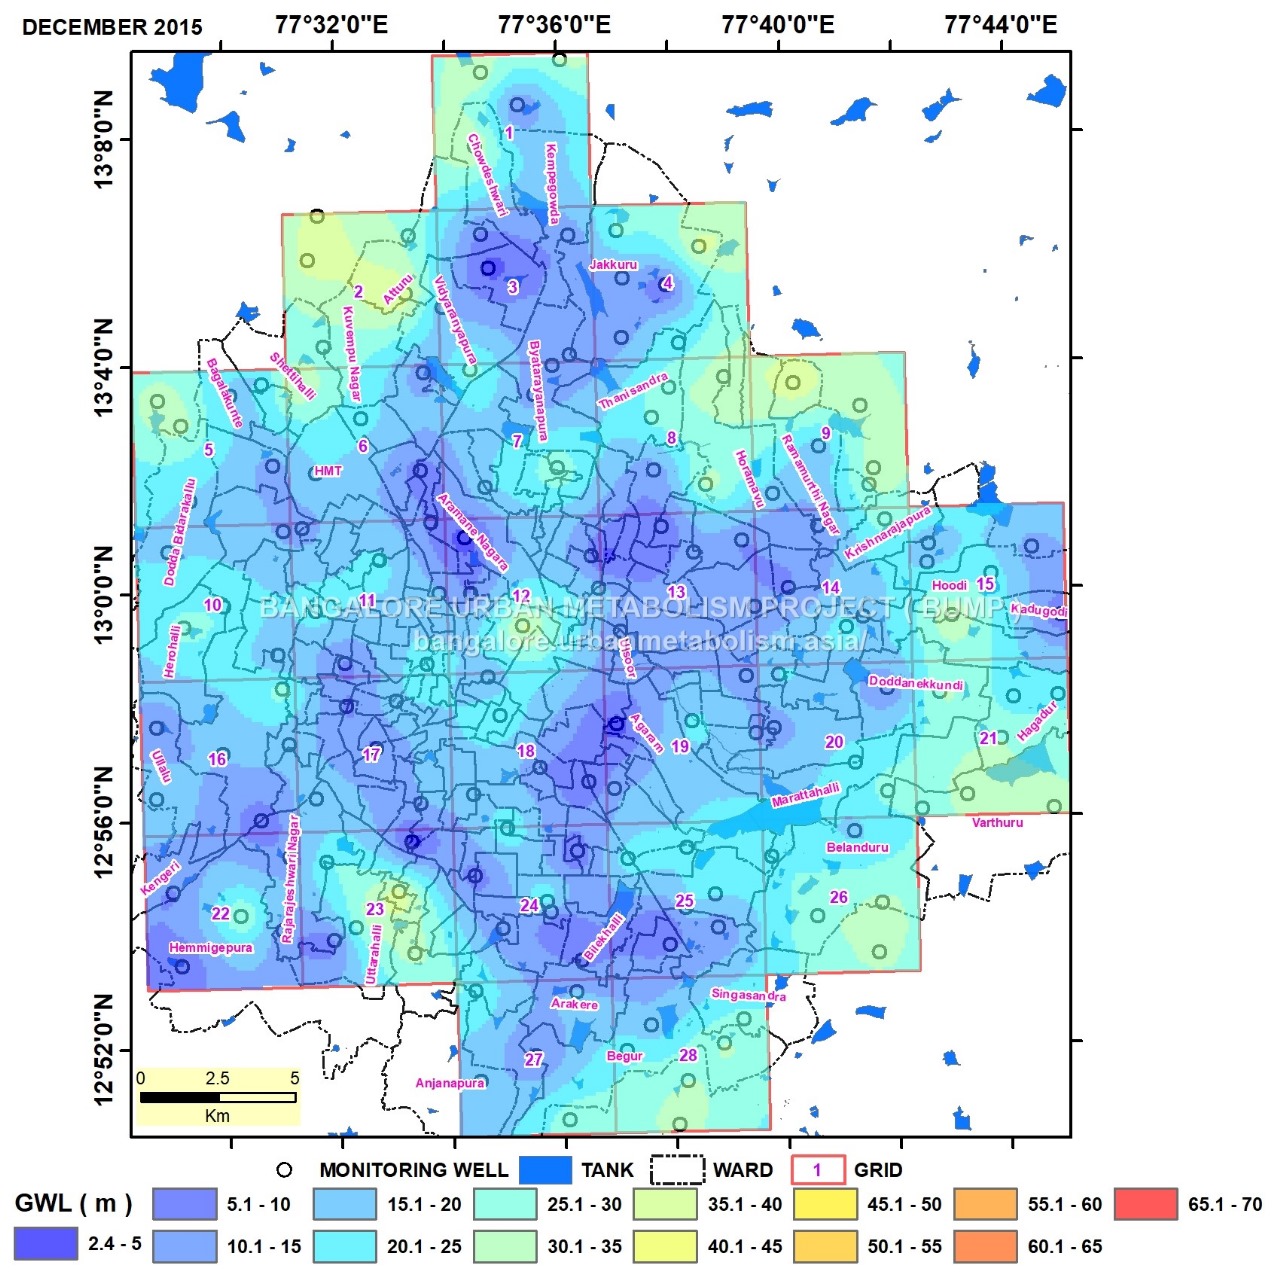 DECEMBER 2015
77°32'0"E 77°36'0"E 77°40'0"E 77°44'0"E
13°8'0"N
13°4'0"N
13°0'0"N
12°56'0"N
12°52'0"N
1
Chowdeshwari
Kempegowda
2
Atturu
3
Jakkuru
4
Vidyaranyapura
Kuvempu Nagar
Shettihalli
Bagalakunte
Byatarayanapura
Thanisandra
5
6
7
8
9
HMT
Horamavu
Ramamurthi Nagar
Dodda Bidarakallu
Aramane Nagara
Krishnarajapura
10
11
12
13
14
Hoodi
15
Kadugodi
BANGALORE URBAN METABOLISM PROJECT ( BUMP )
bangalore.urbanmetabolism.asia/
Herohalli
Ulsoor
Doddanekkundi
Agaram
Hagadur
Ullalu
16
17
18
19
20
21
Marattahalli
Varthuru
Belanduru
Rajarajeshwari Nagar
Kengeri
22
23
24
25
26
Uttarahalli
Bilekhalli
Hemmigepura
Singasandra
Arakere
27
Begur
28
Anjanapura
0 2.5 5
Km
MONITORING WELL TANK WARD 1 GRID
GWL ( m )
5.1 - 10 15.1 - 20 25.1 - 30 35.1 - 40 45.1 - 50 55.1 - 60 65.1 - 70
2.4 - 5 10.1 - 15 20.1 - 25 30.1 - 35 40.1 - 45 50.1 - 55 60.1 - 65